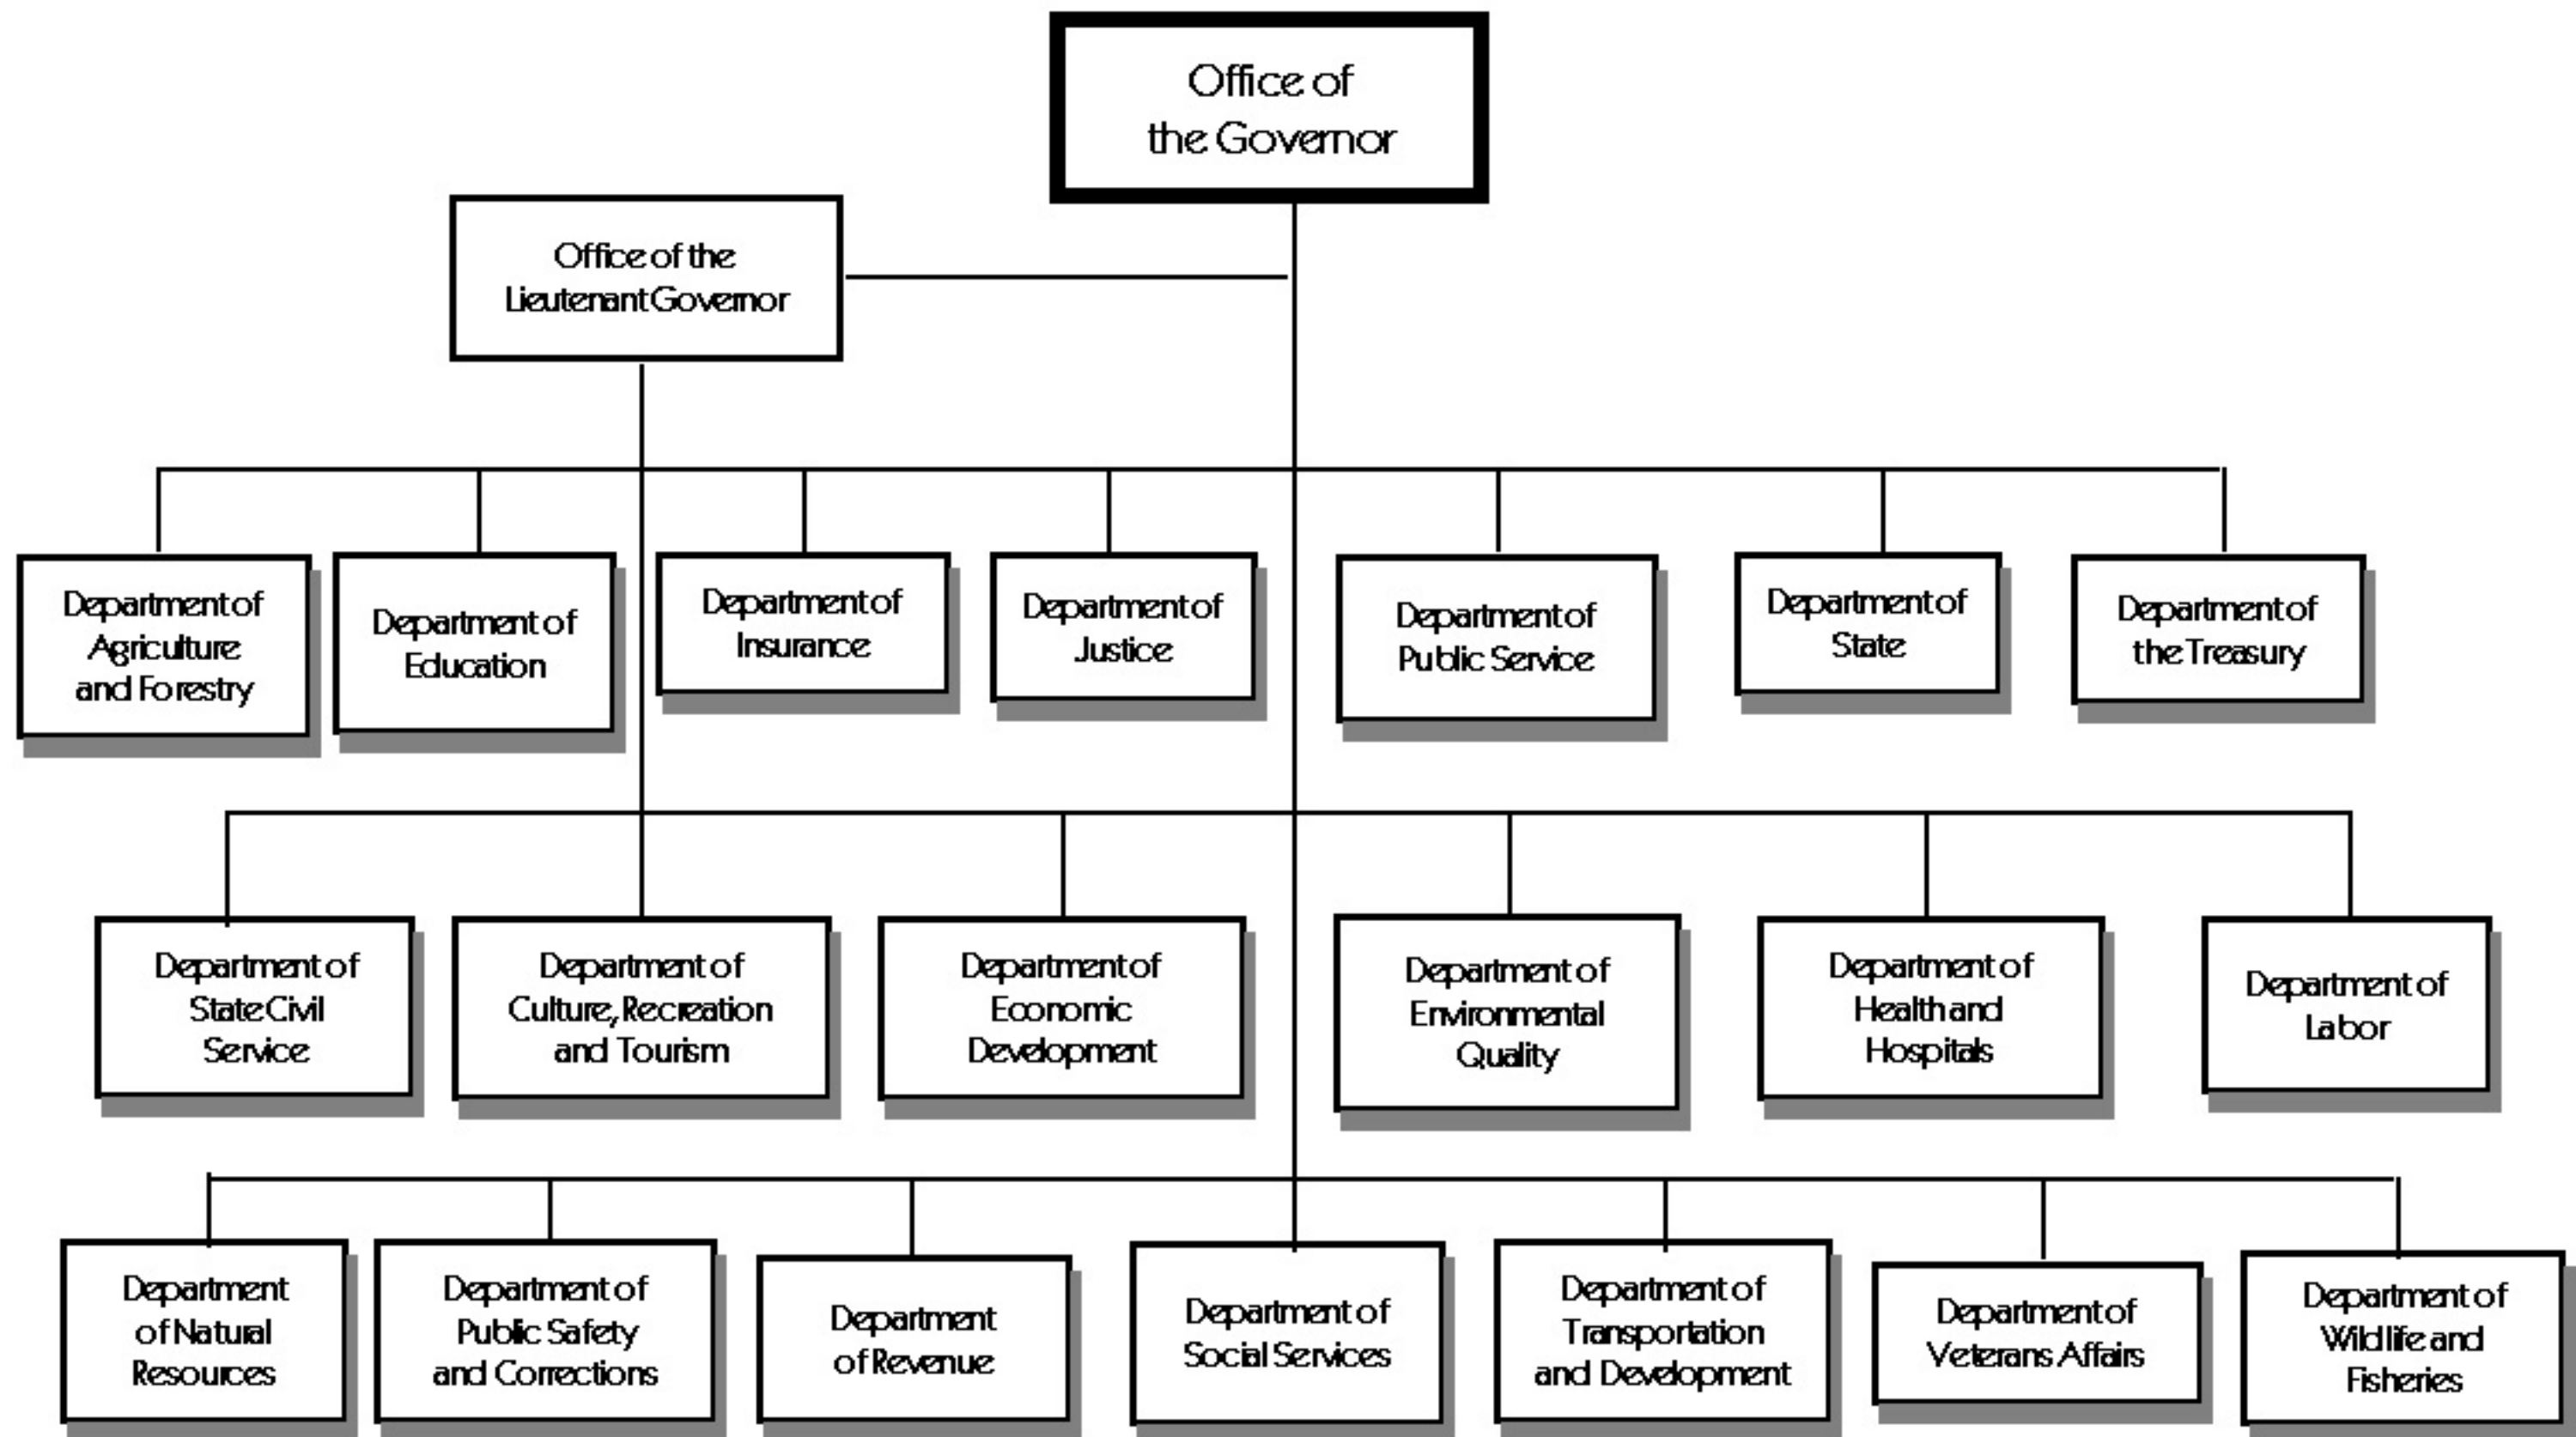 Office of
the Governor
Office of the
Lieutenant Governor
Department of
Agriculture
and Forestry
Department of
Education
Department of
Insurance
Department of
Justice
Department of
Public Service
Department of
State
Department of
the Treasury
Department of
State Civil
Service
Department of
Culture, Recreation
and Tourism
Department of
Economic
Development
Department of
Environmental
Quality
Department of
Health and
Hospitals
Department of
Labor
Department
of Natural
Resources
Department of
Public Safety
and Corrections
Department
of Revenue
Department of
Social Services
Department of
Transportation
and Development
Department of
Veterans Affairs
Department of
Wildlife and
Fisheries